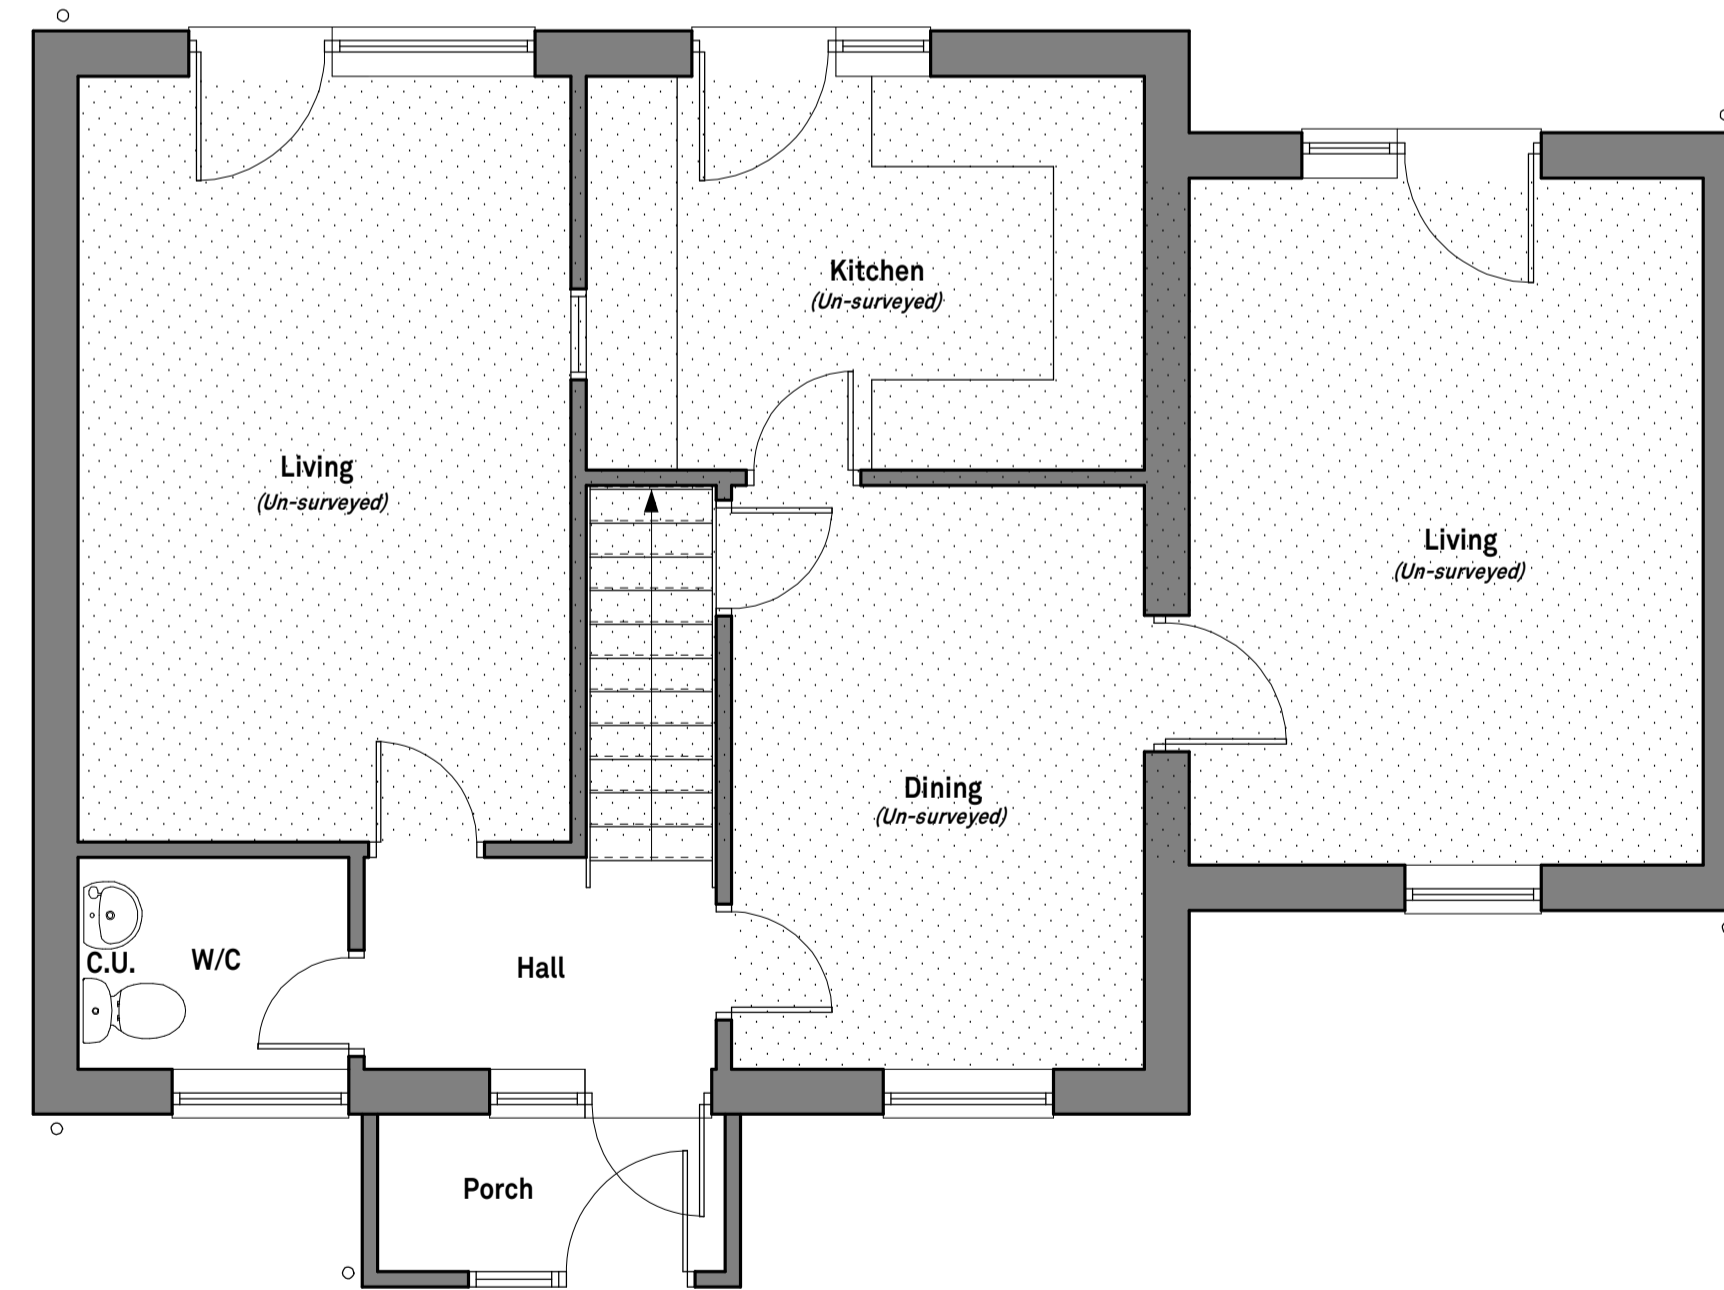 Kitchen
(Un-surveyed)
Living
(Un-surveyed)
Living
(Un-surveyed)
Dining
(Un-surveyed)
C.U.
W/C
Hall
Porch